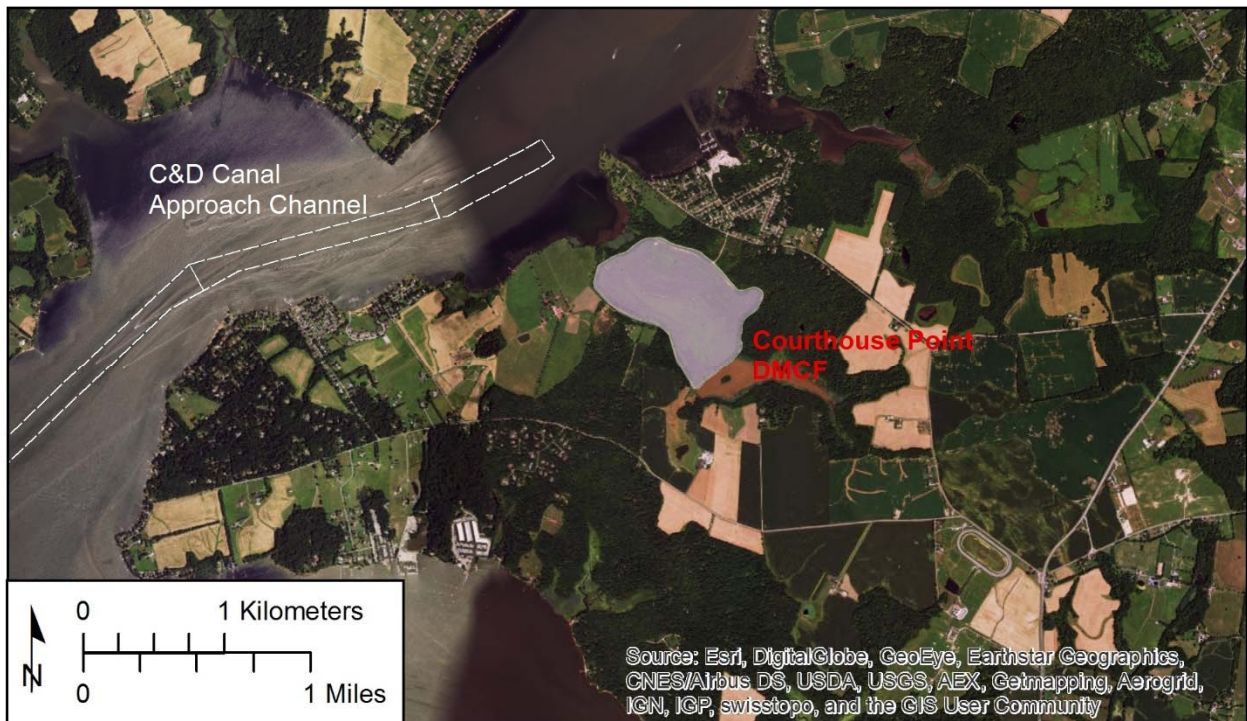 C&D Canal
Approach Channel
Courthouse Point
DMCF
0 1 Kilometers
0 1 Miles
N
Source: Esri, DigitalGlobe, GeoEye, Earthstar Geographics,
CNES/Airbus DS, USDA, USGS, AEX, Getmapping, Aerogrid,
IGN, IGP, swisstopo, and the GIS User Community